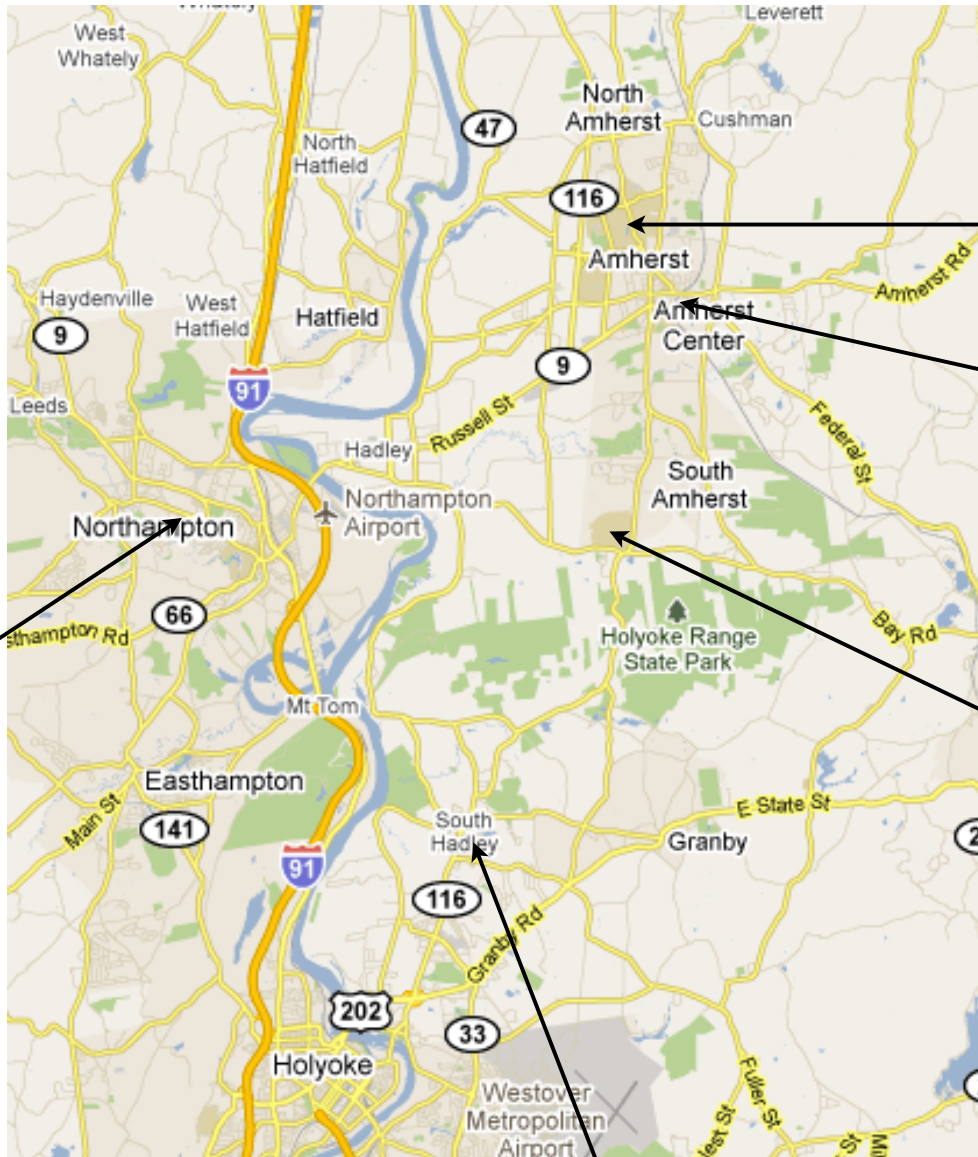 Leverett
West
Whately
North
Amherst
Cushman
47
North
Hatfield
116
Amherst
Amherst Rd
Haydenville
West
Hatfield
Hatfield
Amherst
Center
9
9
91
Leeds
Russell St
Federal St
Hadley
South
Amherst
Northampton
Airport
Northampton
66
Bay Rd
Holyoke Range
State Park
Mt Tom
Easthampton
E State St
Main St
141
South
Hadley
Granby
91
116
Granby Rd
202
33
Holyoke
Westover
Metropolitan
Airport
Fuller St